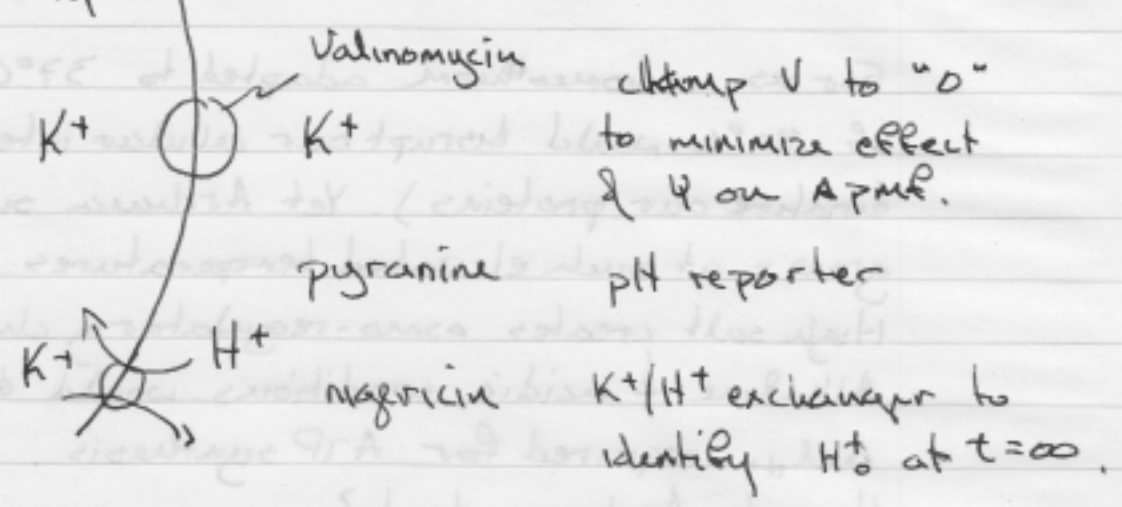 Valinomycin
clamp V to "0"
K+ K+ to minimize effect
of Ψ on Δpmf.
pyranine pH reporter
K+ H+
nigericin K+/H+ exchanger to
identify H+o at t=∞.